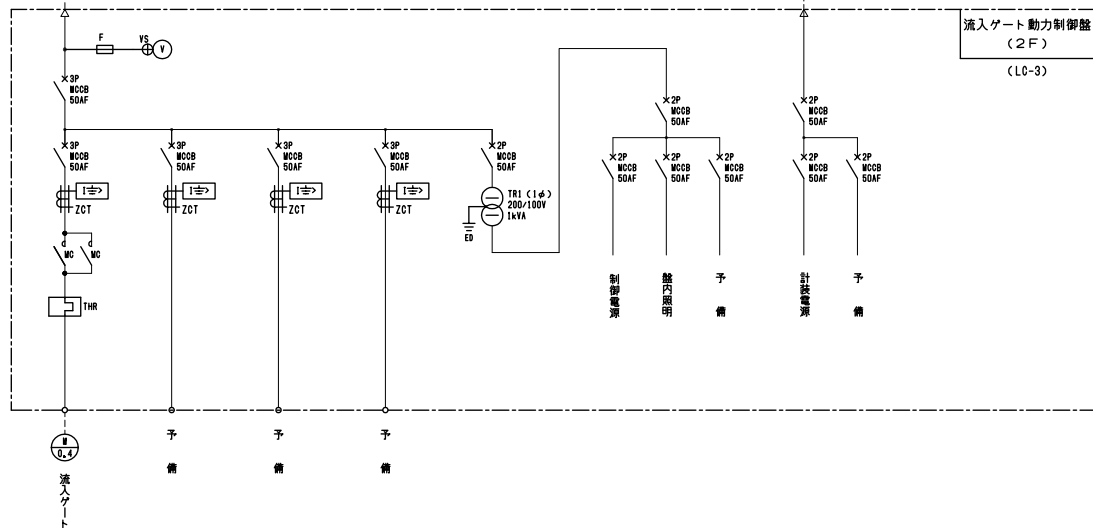 流入ゲート動力制御盤
(2F)
(LC-3)
F
VS
V
3P
MCCB
50AF
3P
MCCB
50AF
3P
MCCB
50AF
3P
MCCB
50AF
3P
MCCB
50AF
2P
MCCB
50AF
2P
MCCB
50AF
2P
MCCB
50AF
2P
MCCB
50AF
2P
MCCB
50AF
2P
MCCB
50AF
2P
MCCB
50AF
2P
MCCB
50AF
I
ZCT
I
ZCT
I
ZCT
I
ZCT
TR1 (1φ)
200/100V
1kVA
ED
MC
MC
THR
制御電源
盤内照明
予備
計装電源
予備
M
0.4
流入ゲート
予備
予備
予備